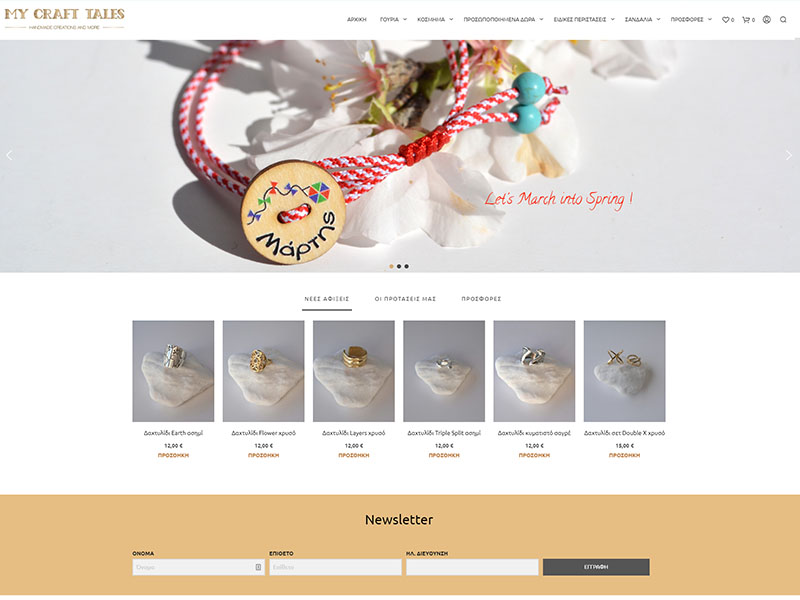 MY CRAFT TALES
HANDMADE CREATIONS AND MORE
ΑΡΧΙΚΗ ΓΟΥΡΙΑ ΚΟΣΜΗΜΑ ΠΡΟΣΩΠΟΠΟΙΗΜΕΝΑ ΔΩΡΑ ΕΙΔΙΚΕΣ ΠΕΡΙΣΤΑΣΕΙΣ ΣΑΝΔΑΛΙΑ ΠΡΟΣΦΟΡΕΣ 0 0
Let's March into Spring !
Μάρτης
ΝΕΕΣ ΑΦΙΞΕΙΣ ΟΙ ΠΡΟΤΑΣΕΙΣ ΜΑΣ ΠΡΟΣΦΟΡΕΣ
Δαχτυλίδι Earth ασημί Δαχτυλίδι Flower χρυσό Δαχτυλίδι Layers χρυσό Δαχτυλίδι Triple Split ασημί Δαχτυλίδι κυματιστό σαγρέ Δαχτυλίδι σετ Double X χρυσό
12,00 € 12,00 € 12,00 € 12,00 € 12,00 € 15,00 €
ΠΡΟΣΘΗΚΗ ΠΡΟΣΘΗΚΗ ΠΡΟΣΘΗΚΗ ΠΡΟΣΘΗΚΗ ΠΡΟΣΘΗΚΗ ΠΡΟΣΘΗΚΗ
Newsletter
ΟΝΟΜΑ ΕΠΙΘΕΤΟ ΗΛ. ΔΙΕΥΘΥΝΣΗ
Όνομα Επίθετο ΕΓΓΡΑΦΗ